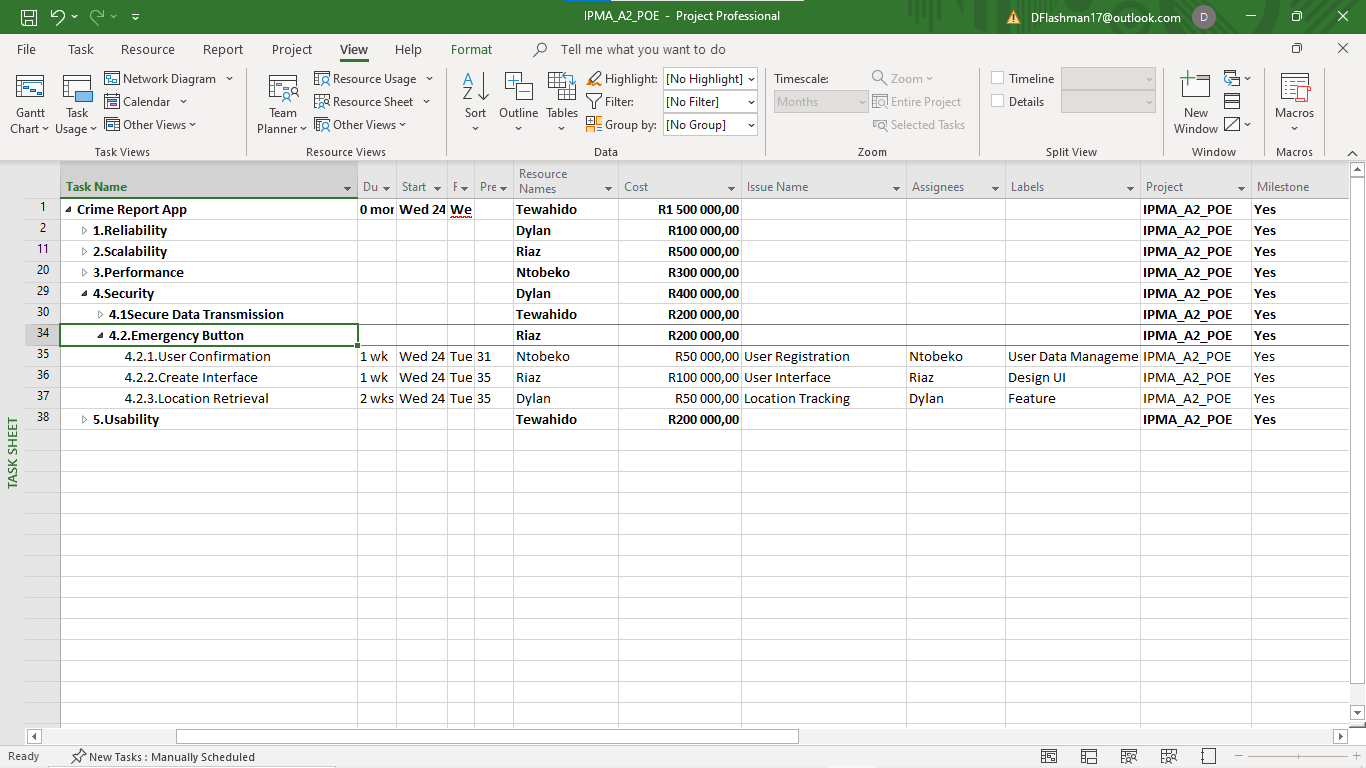 IPMA_A2_POE - Project Professional
DFlashman17@outlook.com D
File Task Resource Report Project View Help Format Tell me what you want to do
Gantt Chart
Task Usage
Network Diagram
Calendar
Other Views
Task Views
Team Planner
Resource Usage
Resource Sheet
Other Views
Resource Views
A Z
Sort
Outline
Tables
Highlight: [No Highlight]
Filter: [No Filter]
Group by: [No Group]
Data
Timescale:
Months
Zoom
Entire Project
Selected Tasks
Zoom
Timeline
Details
Split View
New Window
Window
Macros
Macros
Task Name Du Start F Pre Resource Names Cost Issue Name Assignees Labels Project Milestone
1 Crime Report App 0 mor Wed 24 We Tewahido R1 500 000,00 IPMA_A2_POE Yes
2 1.Reliability Dylan R100 000,00 IPMA_A2_POE Yes
11 2.Scalability Riaz R500 000,00 IPMA_A2_POE Yes
20 3.Performance Ntobeko R300 000,00 IPMA_A2_POE Yes
29 4.Security Dylan R400 000,00 IPMA_A2_POE Yes
30 4.1Secure Data Transmission Tewahido R200 000,00 IPMA_A2_POE Yes
34 4.2.Emergency Button Riaz R200 000,00 IPMA_A2_POE Yes
35 4.2.1.User Confirmation 1 wk Wed 24 Tue 31 Ntobeko R50 000,00 User Registration Ntobeko User Data Manageme IPMA_A2_POE Yes
36 4.2.2.Create Interface 1 wk Wed 24 Tue 35 Riaz R100 000,00 User Interface Riaz Design UI IPMA_A2_POE Yes
37 4.2.3.Location Retrieval 2 wks Wed 24 Tue 35 Dylan R50 000,00 Location Tracking Dylan Feature IPMA_A2_POE Yes
38 5.Usability Tewahido R200 000,00 IPMA_A2_POE Yes
TASK SHEET
Ready New Tasks : Manually Scheduled